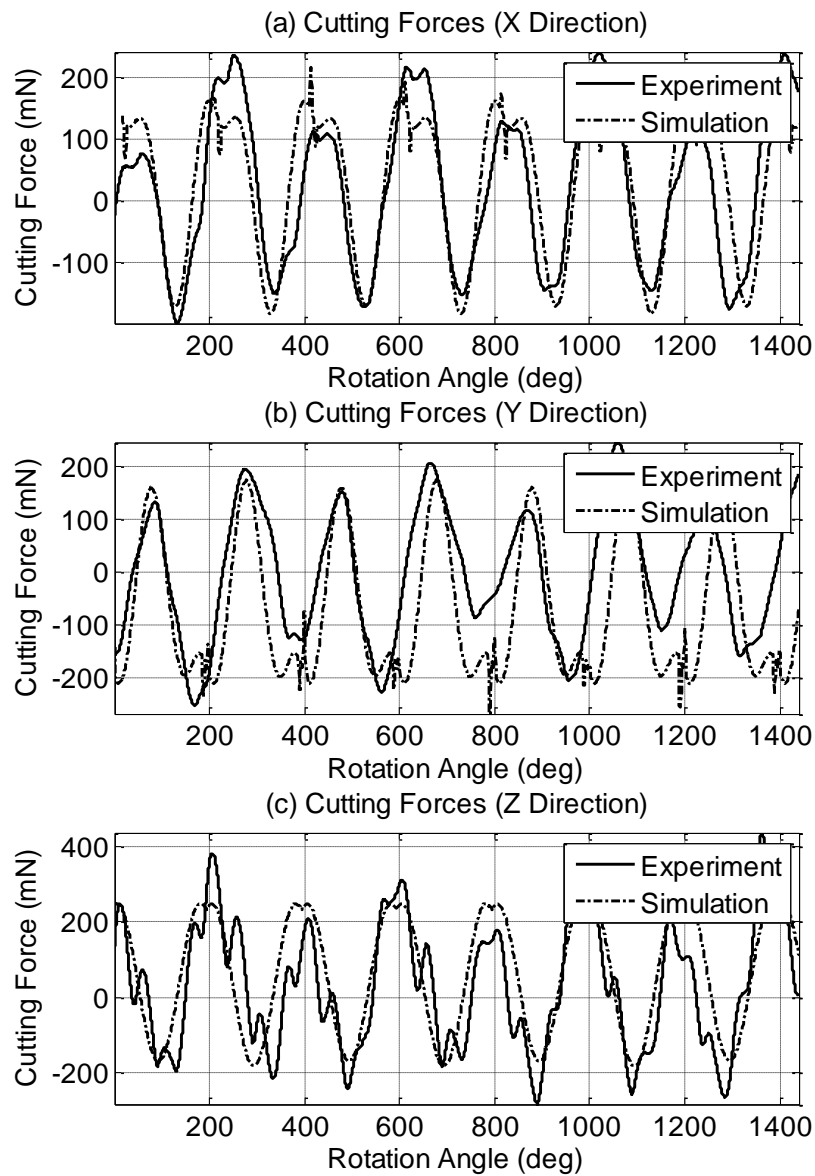 (a) Cutting Forces (X Direction)
Cutting Force (mN)
200
100
0
-100
Experiment
Simulation
200 400 600 800 1000 1200 1400
Rotation Angle (deg)
(b) Cutting Forces (Y Direction)
Cutting Force (mN)
200
100
0
-100
-200
Experiment
Simulation
200 400 600 800 1000 1200 1400
Rotation Angle (deg)
(c) Cutting Forces (Z Direction)
Cutting Force (mN)
400
200
0
-200
Experiment
Simulation
200 400 600 800 1000 1200 1400
Rotation Angle (deg)